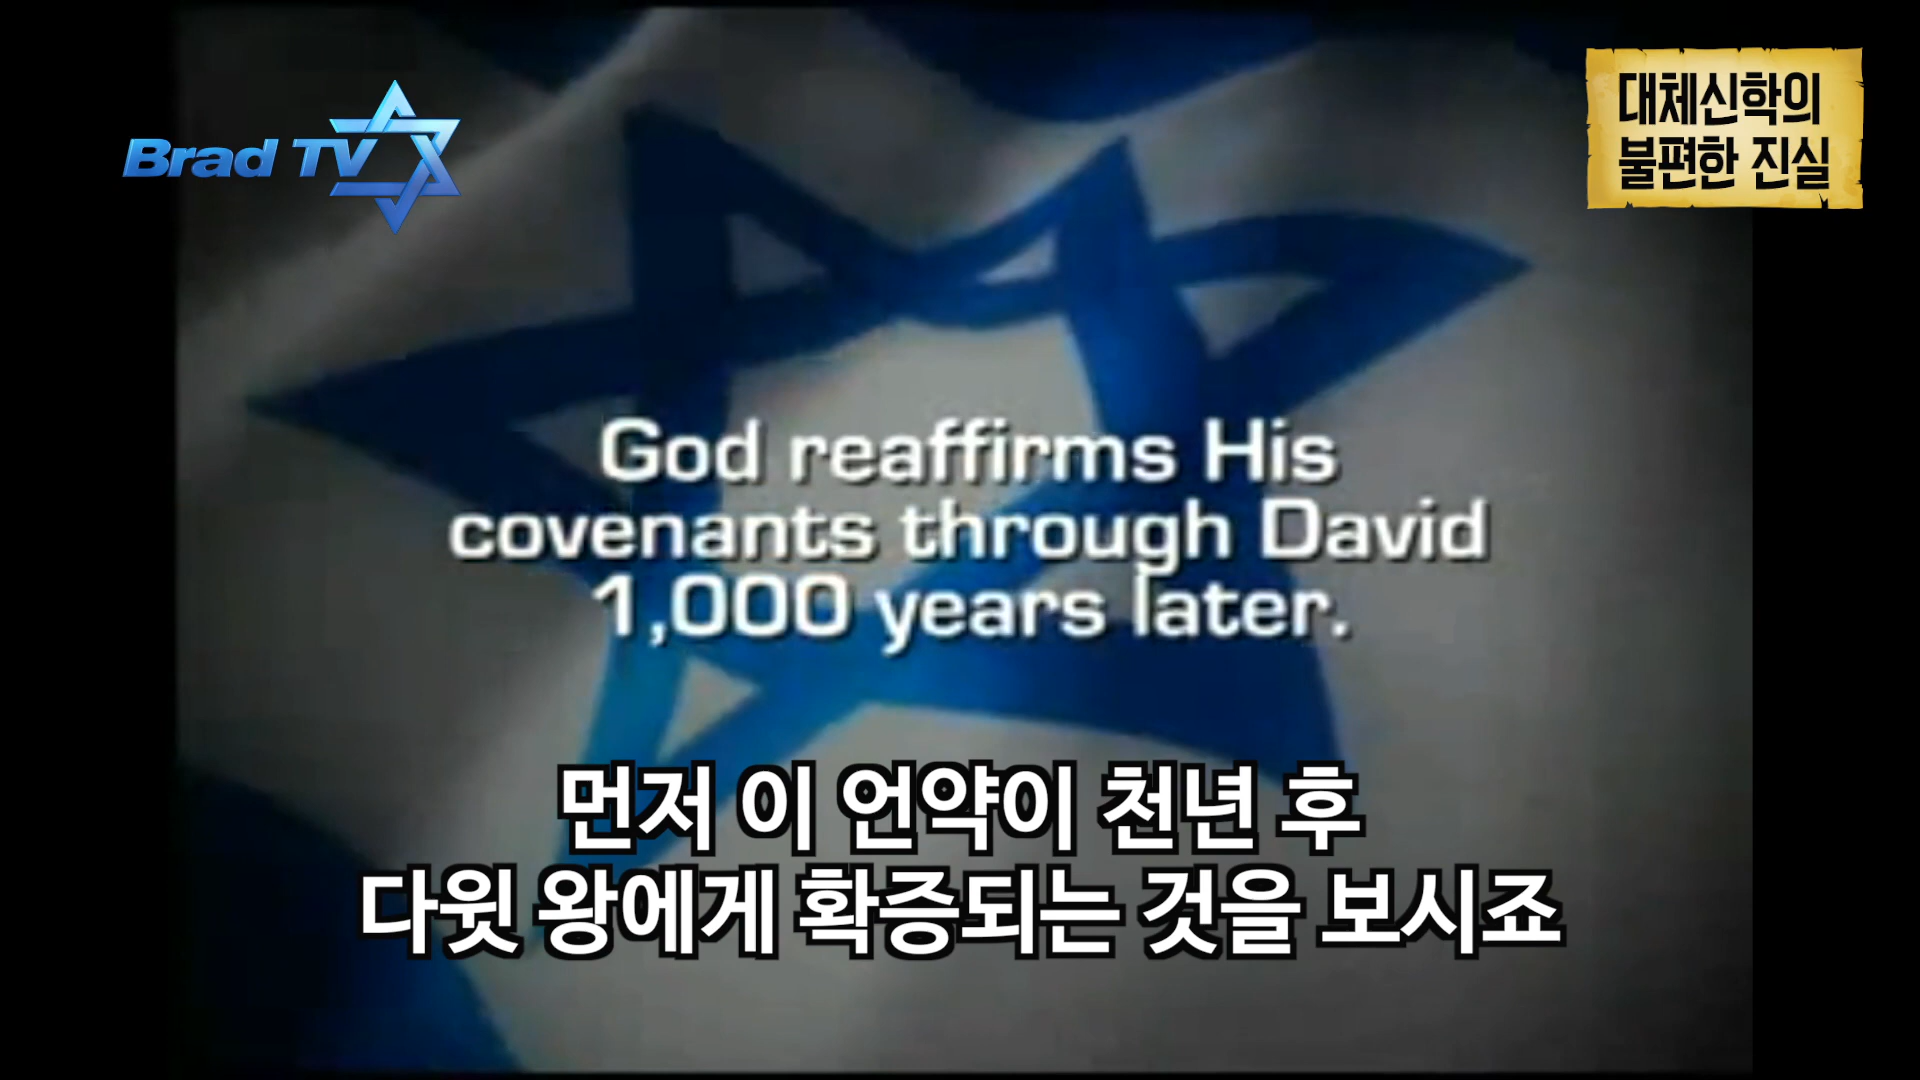 Brad TV
대체신학의
불편한 진실
God reaffirms His
covenants through David
1,000 years later.
먼저 이 언약이 천년 후
다윗 왕에게 확증되는 것을 보시죠